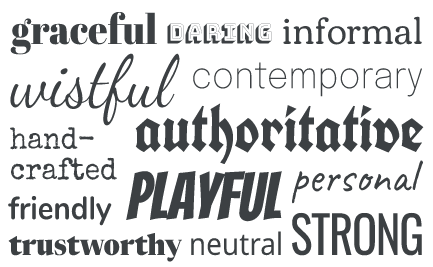 graceful DARING informal
wistful contemporary
authoritative
hand-
crafted
personal
friendly PLAYFUL
STRONG
trustworthy neutral